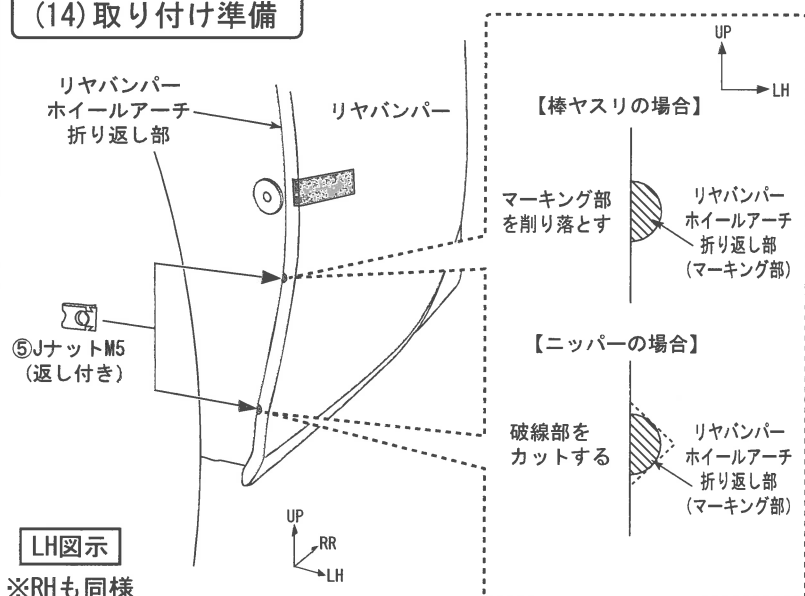 (14)取り付け準備
リヤバンパー
ホイールアーチ
折り返し部
リヤバンパー
⑤JナットM5
(返し付き)
LH図示
※RHも同様
UP
RR
LH
UP
LH
【棒ヤスリの場合】
マーキング部
を削り落とす
リヤバンパー
ホイールアーチ
折り返し部
(マーキング部)
【ニッパーの場合】
破線部を
カットする
リヤバンパー
ホイールアーチ
折り返し部
(マーキング部)